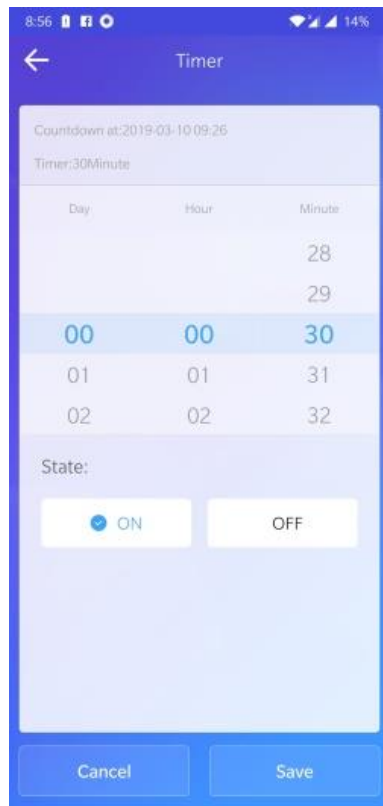 8:56 14%
Timer
Countdown at:2019-03-10 09:26
Timer:30Minute
Day Hour Minute
28
29
00 00 30
01 01 31
02 02 32
State:
ON OFF
Cancel Save